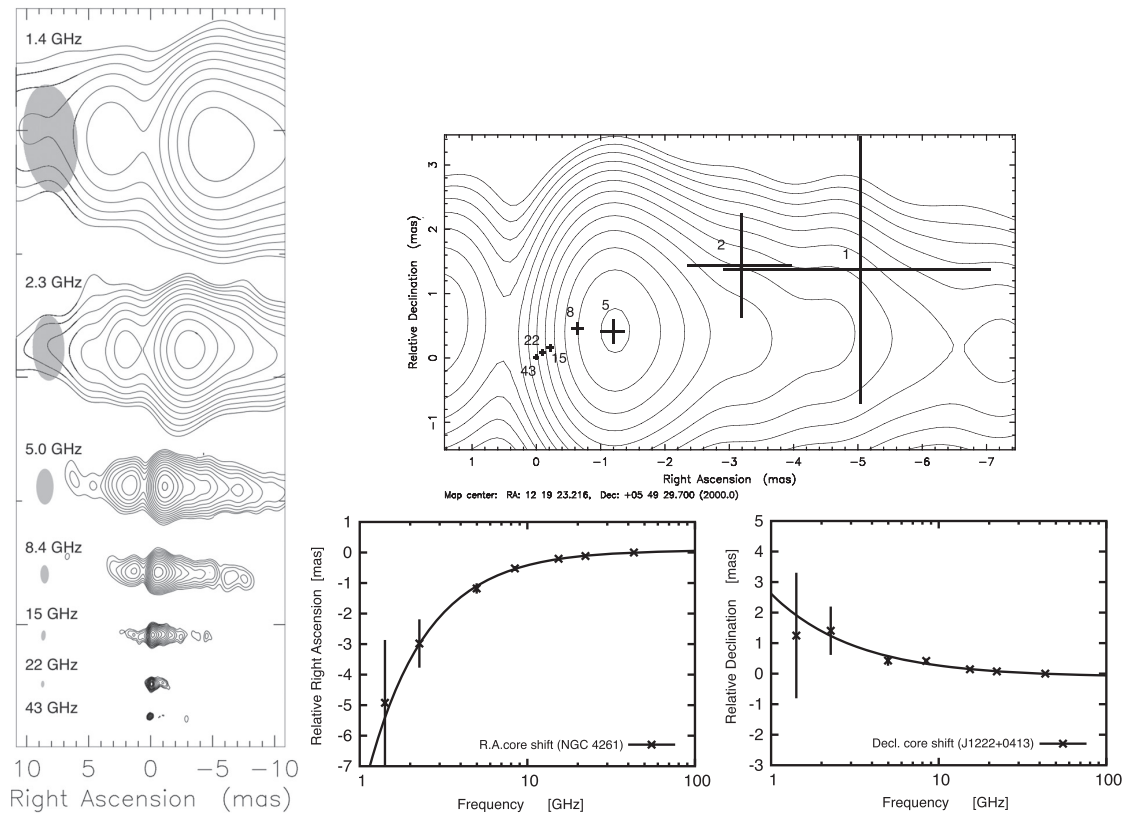 1.4 GHz
2.3 GHz
5.0 GHz
8.4 GHz
15 GHz
22 GHz
43 GHz
10 5 0 −5 −10
Right Ascension (mas)
3
2
1
0
−1
Relative Declination (mas)
2
1
8
5
22
15
43
1 0 −1 −2 −3 −4 −5 −6 −7
Right Ascension (mas)
Map center: RA: 12 19 23.216, Dec: +05 49 29.700 (2000.0)
1
0
-1
-2
-3
-4
-5
-6
-7
Relative Right Ascension [mas]
R.A.core shift (NGC 4261)
1 10 100
Frequency [GHz]
5
4
3
2
1
0
-1
-2
-3
Relative Declination [mas]
Decl. core shift (J1222+0413)
1 10 100
Frequency [GHz]